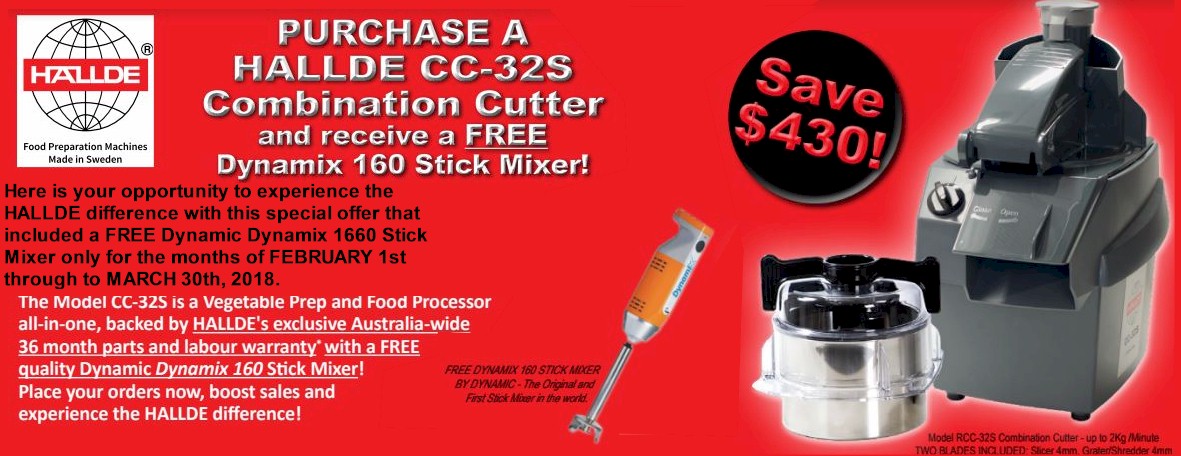 HALLDE
®
Food Preparation Machines
Made in Sweden
PURCHASE A
HALLDE CC-32S
Combination Cutter
and receive a FREE
Dynamix 160 Stick Mixer!
Save
$430!
Here is your opportunity to experience the
HALLDE difference with this special offer that
included a FREE Dynamic Dynamix 1660 Stick
Mixer only for the months of FEBRUARY 1st
through to MARCH 30th, 2018.
The Model CC-32S is a Vegetable Prep and Food Processor
all-in-one, backed by HALLDE's exclusive Australia-wide
36 month parts and labour warranty* with a FREE
quality Dynamic Dynamix 160 Stick Mixer!
Place your orders now, boost sales and
experience the HALLDE difference!
Dynamix
FREE DYNAMIX 160 STICK MIXER
BY DYNAMIC - The Original and
First Stick Mixer in the world.
Open
HALLDE
Model RCC-32S Combination Cutter - up to 2Kg /Minute
TWO BLADES INCLUDED: Slicer 4mm, Grater/Shredder 4mm